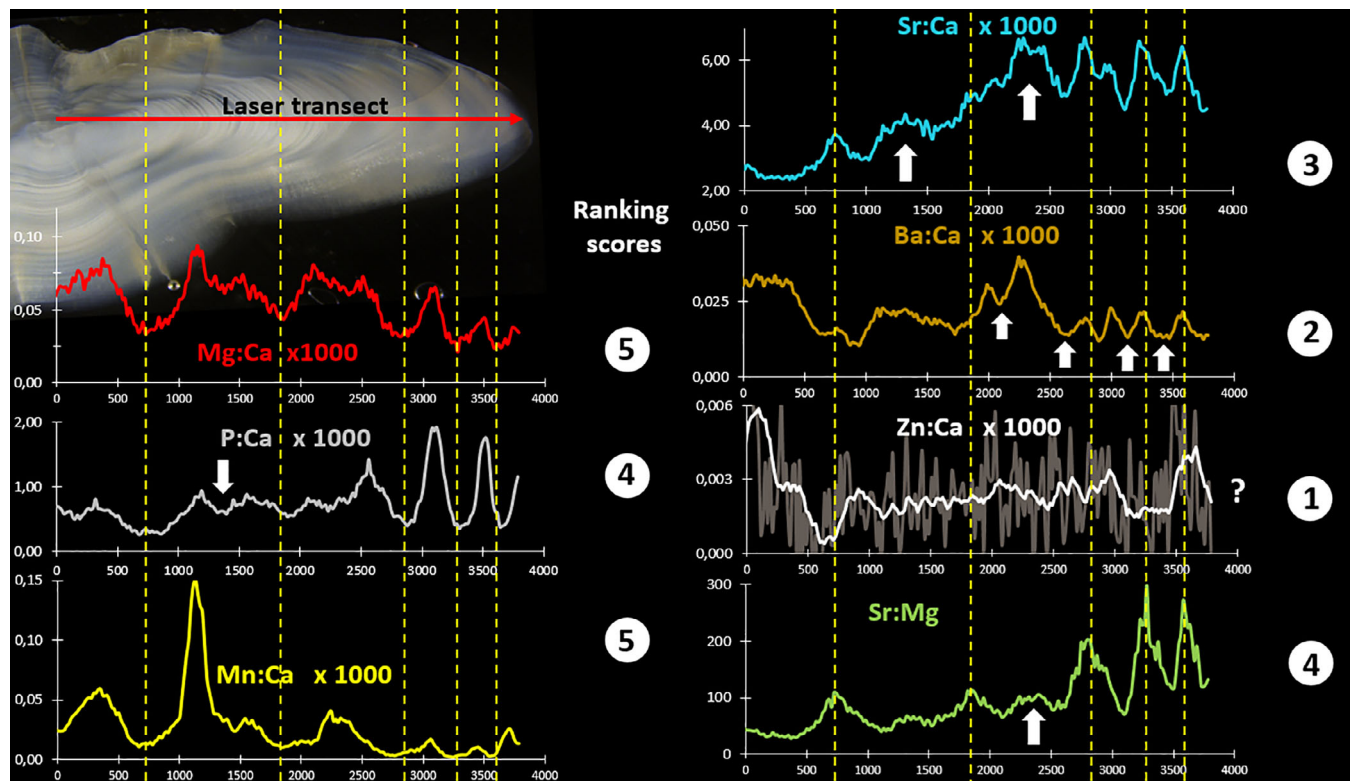 Laser transect
Ranking
scores
0,10
0,05
0,00
Mg:Ca x1000
0 500 1000 1500 2000 2500 3000 3500 4000
5
2,00
1,00
0,00
P:Ca x 1000
0 500 1000 1500 2000 2500 3000 3500 4000
4
0,15
0,10
0,05
0,00
Mn:Ca x 1000
0 500 1000 1500 2000 2500 3000 3500 4000
5
Sr:Ca x 1000
6,00
4,00
2,00
0 500 1000 1500 2000 2500 3000 3500 4000
3
Ba:Ca x 1000
0,050
0,025
0,000
0 500 1000 1500 2000 2500 3000 3500 4000
2
Zn:Ca x 1000
0,006
0,003
0,000
0 500 1000 1500 2000 2500 3000 3500 4000
?
1
Sr:Mg
300
200
100
0
0 500 1000 1500 2000 2500 3000 3500 4000
4